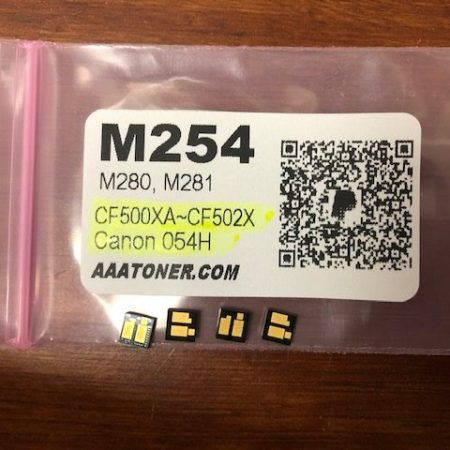 M254
M280, M281
CF500XA~CF502X
Canon 054H
AAATONER.COM